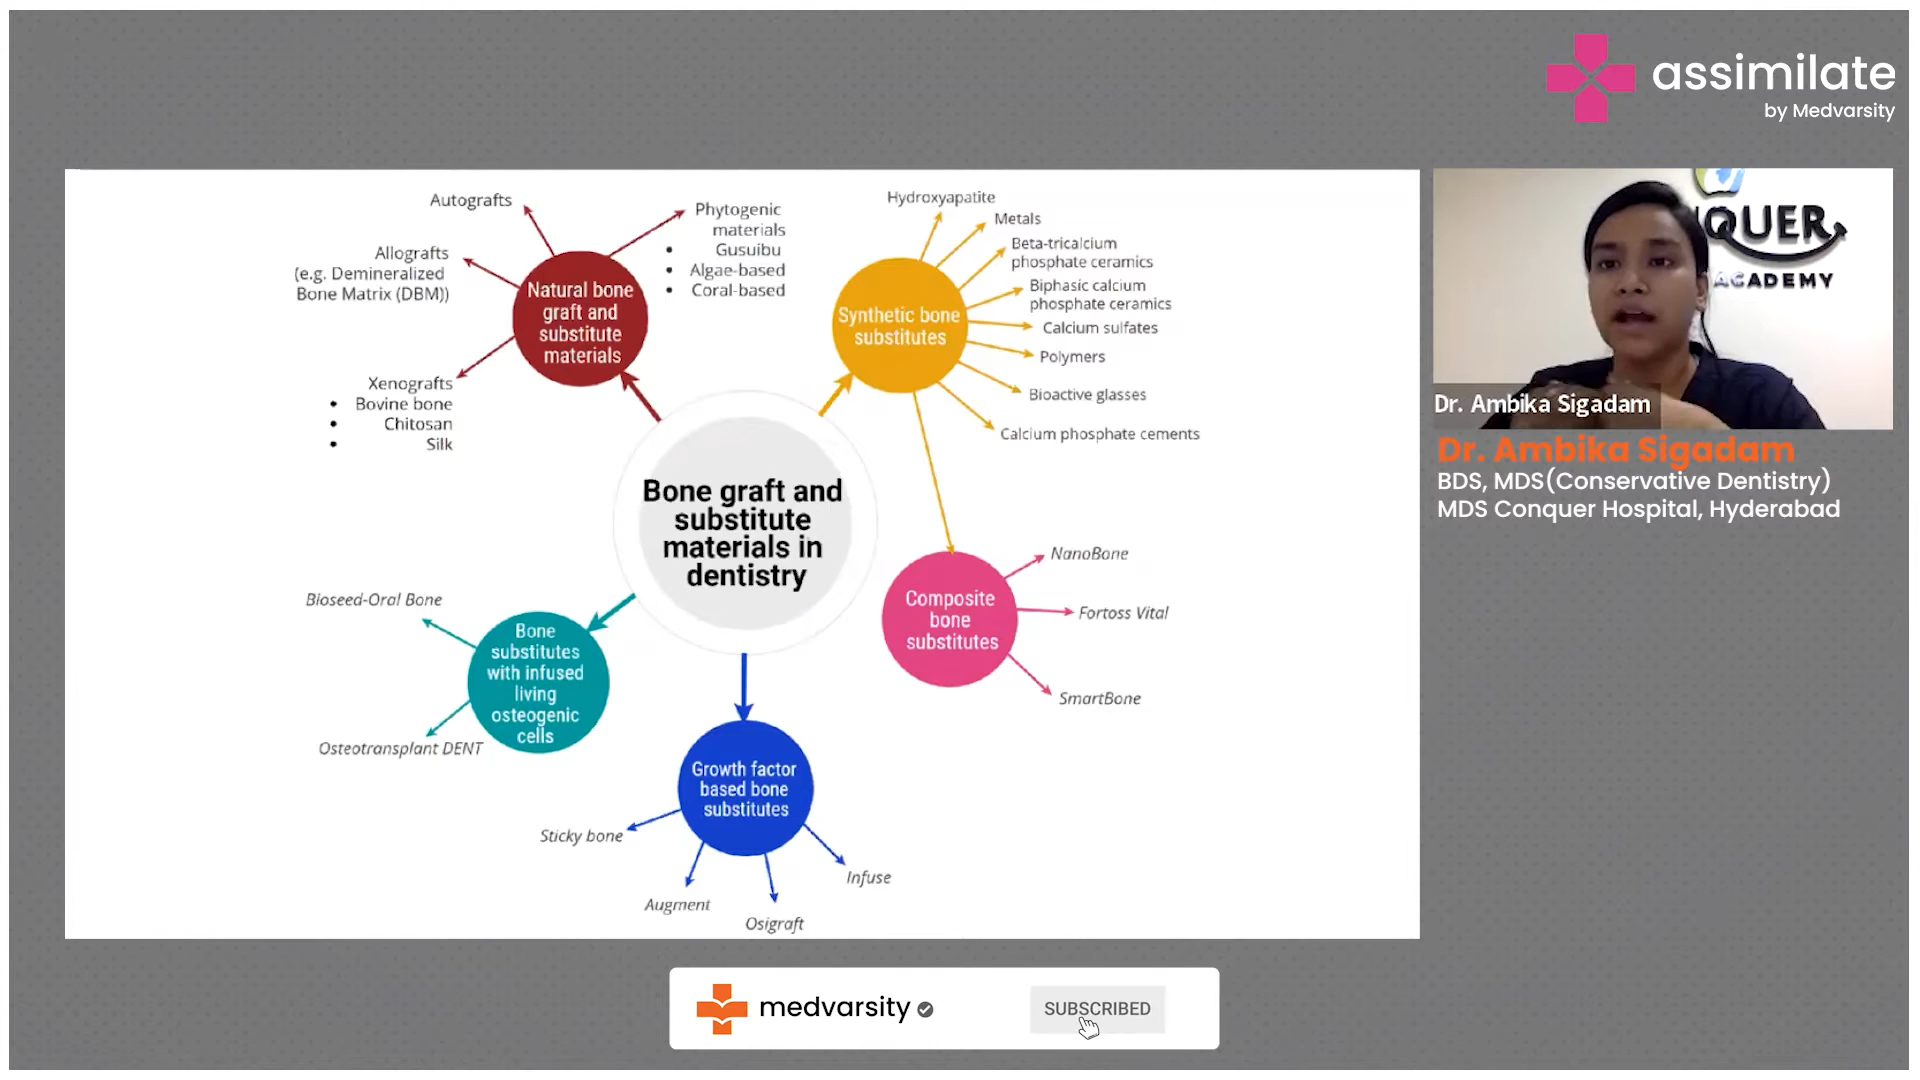 assimilate
by Medvarsity
Autografts
Allografts
(e.g. Demineralized
Bone Matrix (DBM))
Xenografts
• Bovine bone
• Chitosan
• Silk
Phytogenic
materials
• Gusuibu
• Algae-based
• Coral-based
Natural bone
graft and
substitute
materials
Hydroxyapatite
Metals
Beta-tricalcium
phosphate ceramics
Biphasic calcium
phosphate ceramics
Calcium sulfates
Polymers
Bioactive glasses
Calcium phosphate cements
Synthetic bone
substitutes
Bone graft and
substitute
materials in
dentistry
NanoBone
Fortoss Vital
SmartBone
Composite
bone
substitutes
Bioseed-Oral Bone
Osteotransplant DENT
Bone
substitutes
with infused
living
osteogenic
cells
Growth factor
based bone
substitutes
Sticky bone
Augment
Osigraft
Infuse
QUER
ACADEMY
Dr. Ambika Sigadam
Dr. Ambika Sigadam
BDS, MDS(Conservative Dentistry)
MDS Conquer Hospital, Hyderabad
medvarsity
SUBSCRIBED